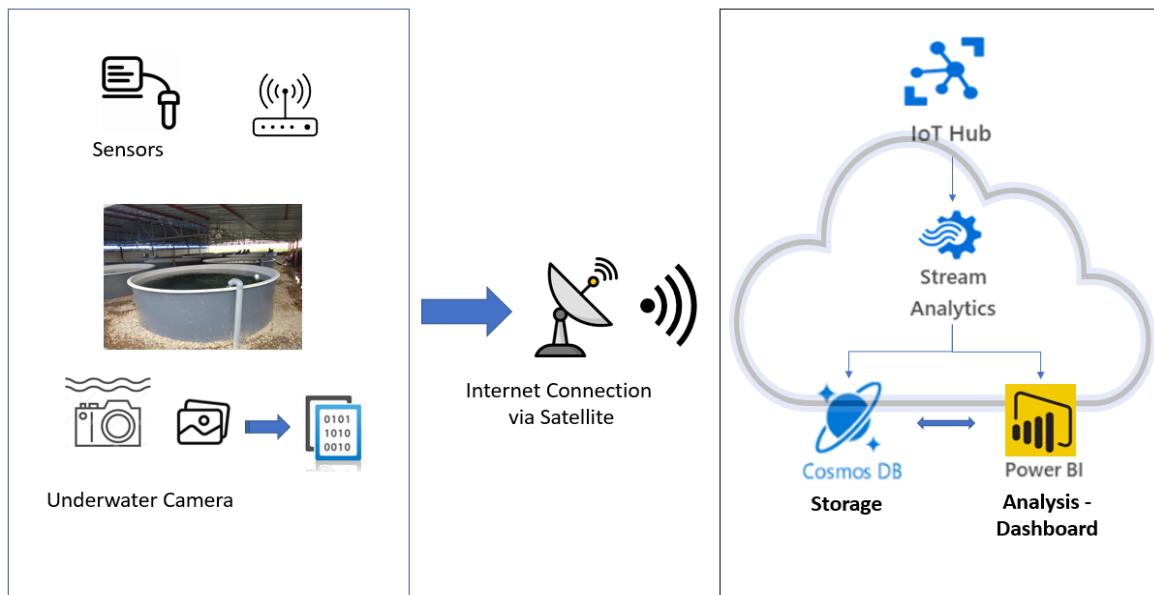 Sensors
0101
1010
0010
Underwater Camera
Internet Connection
via Satellite
IoT Hub
Stream
Analytics
Cosmos DB
Storage
Power BI
Analysis -
Dashboard